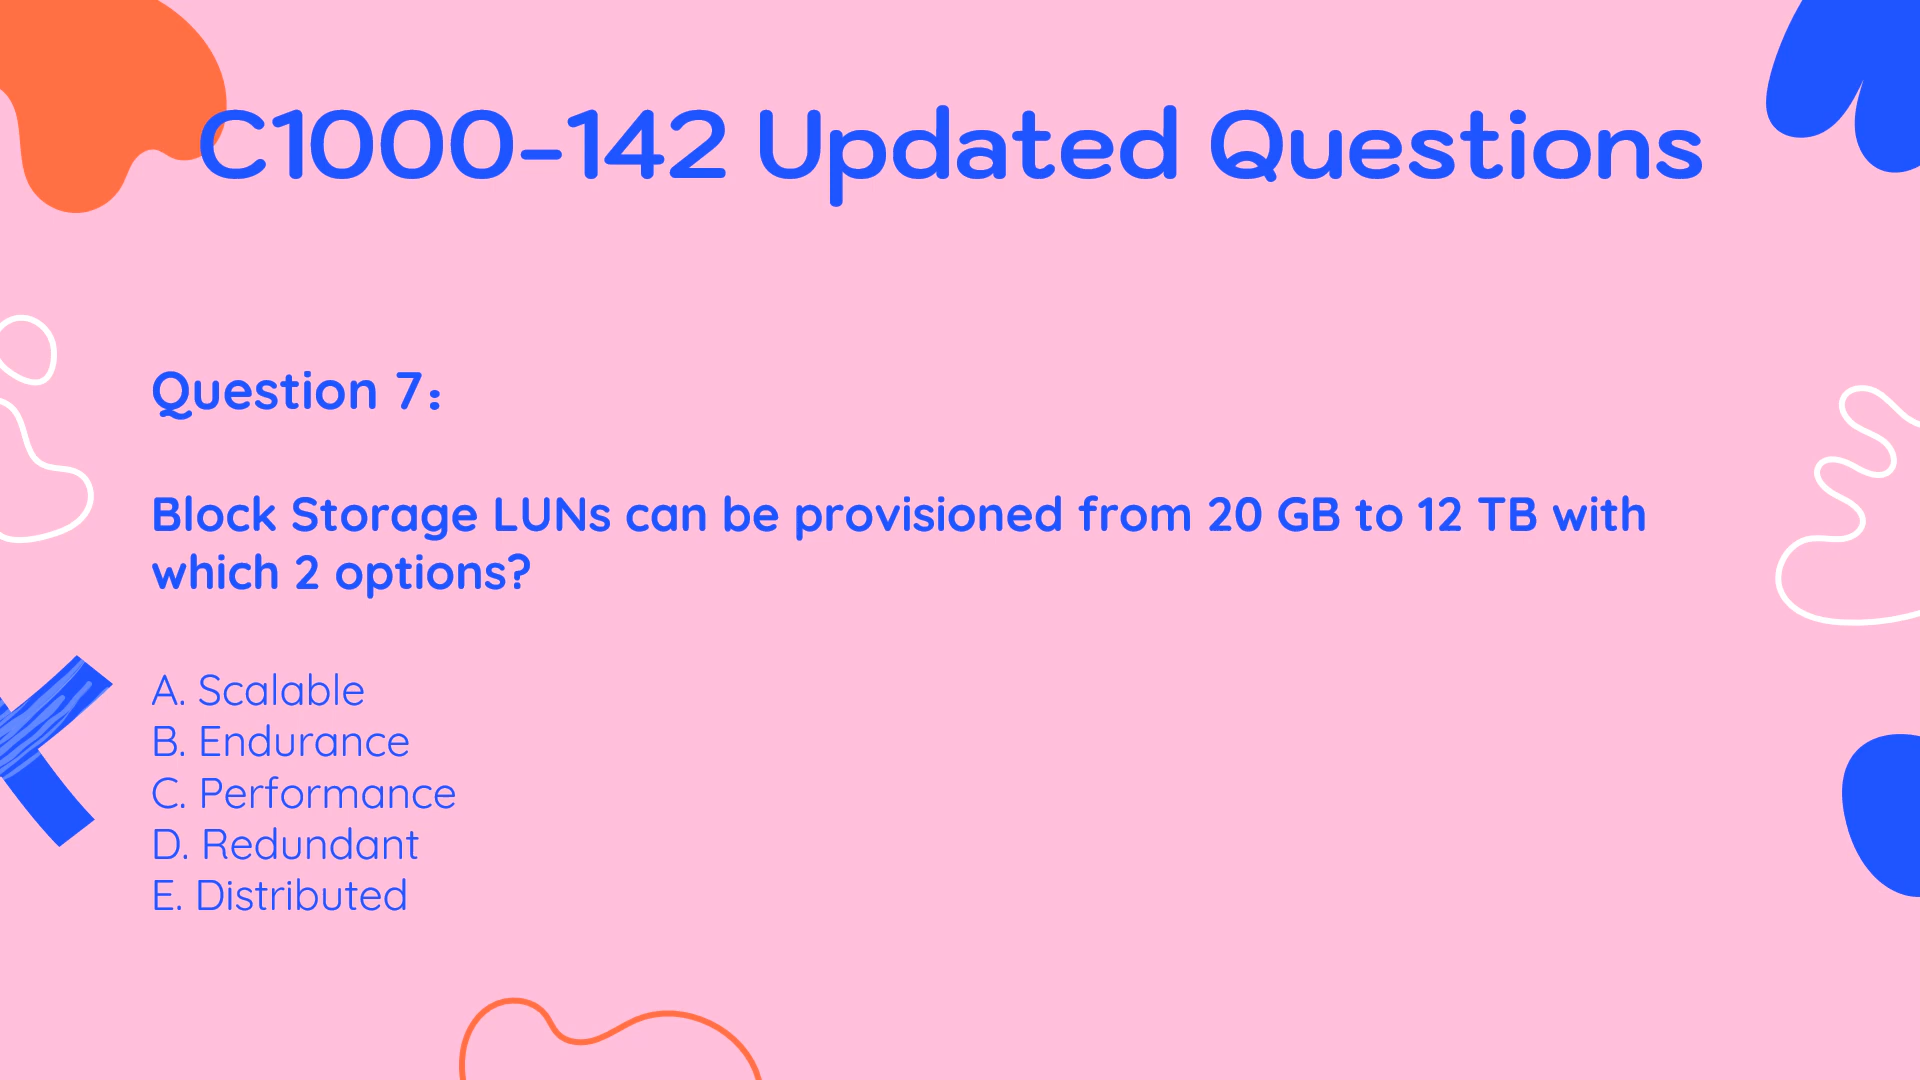 C1000-142 Updated Questions
Question 7:
Block Storage LUNs can be provisioned from 20 GB to 12 TB with
which 2 options?
A. Scalable
B. Endurance
C. Performance
D. Redundant
E. Distributed